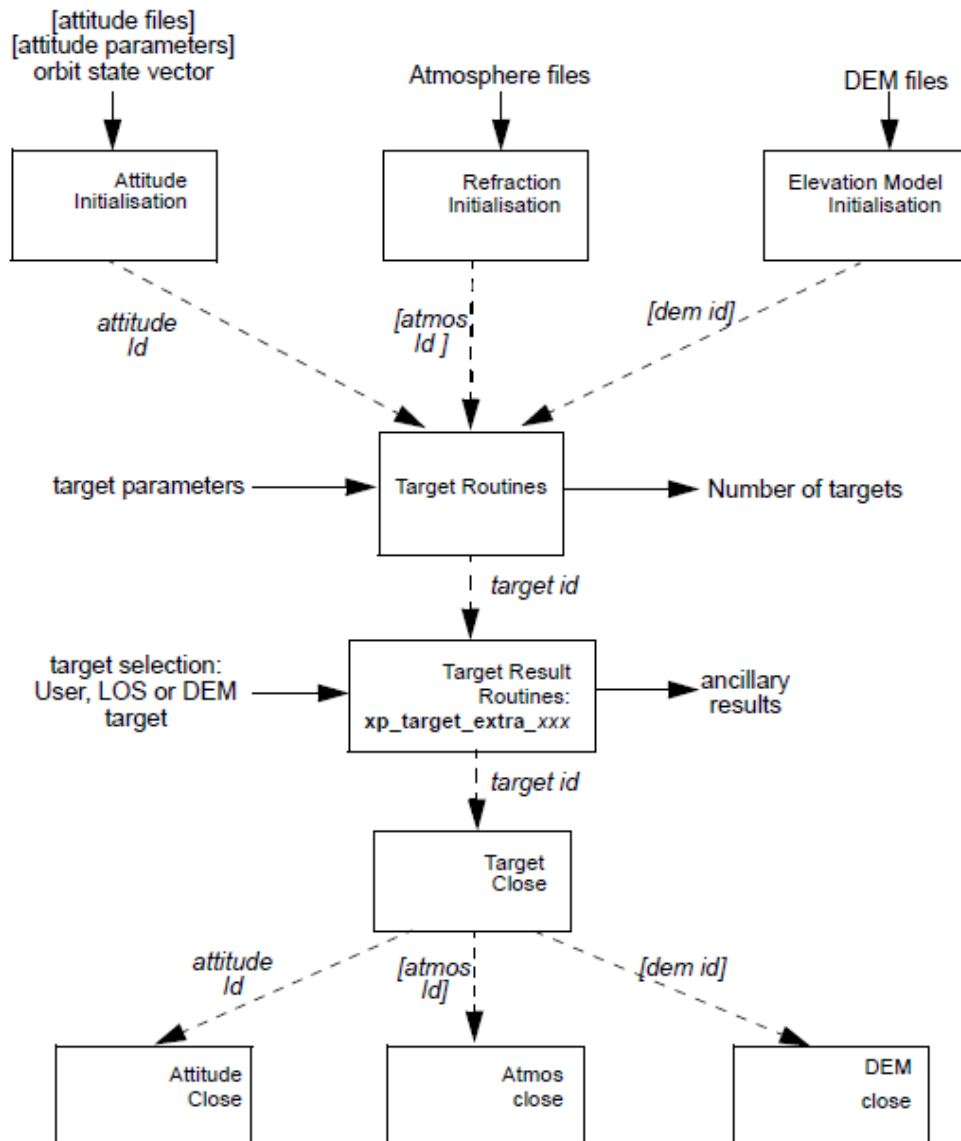 [attitude files]
[attitude parameters]
orbit state vector
Atmosphere files
DEM files
Attitude
Initialisation
Refraction
Initialisation
Elevation Model
Initialisation
attitude
Id
[atmos
Id ]
[dem id]
target parameters
Target Routines
Number of targets
target id
target selection:
User, LOS or DEM
target
Target Result
Routines:
xp_target_extra_xxx
ancillary
results
target id
Target
Close
attitude
Id
[atmos
Id]
[dem id]
Attitude
Close
Atmos
close
DEM
close